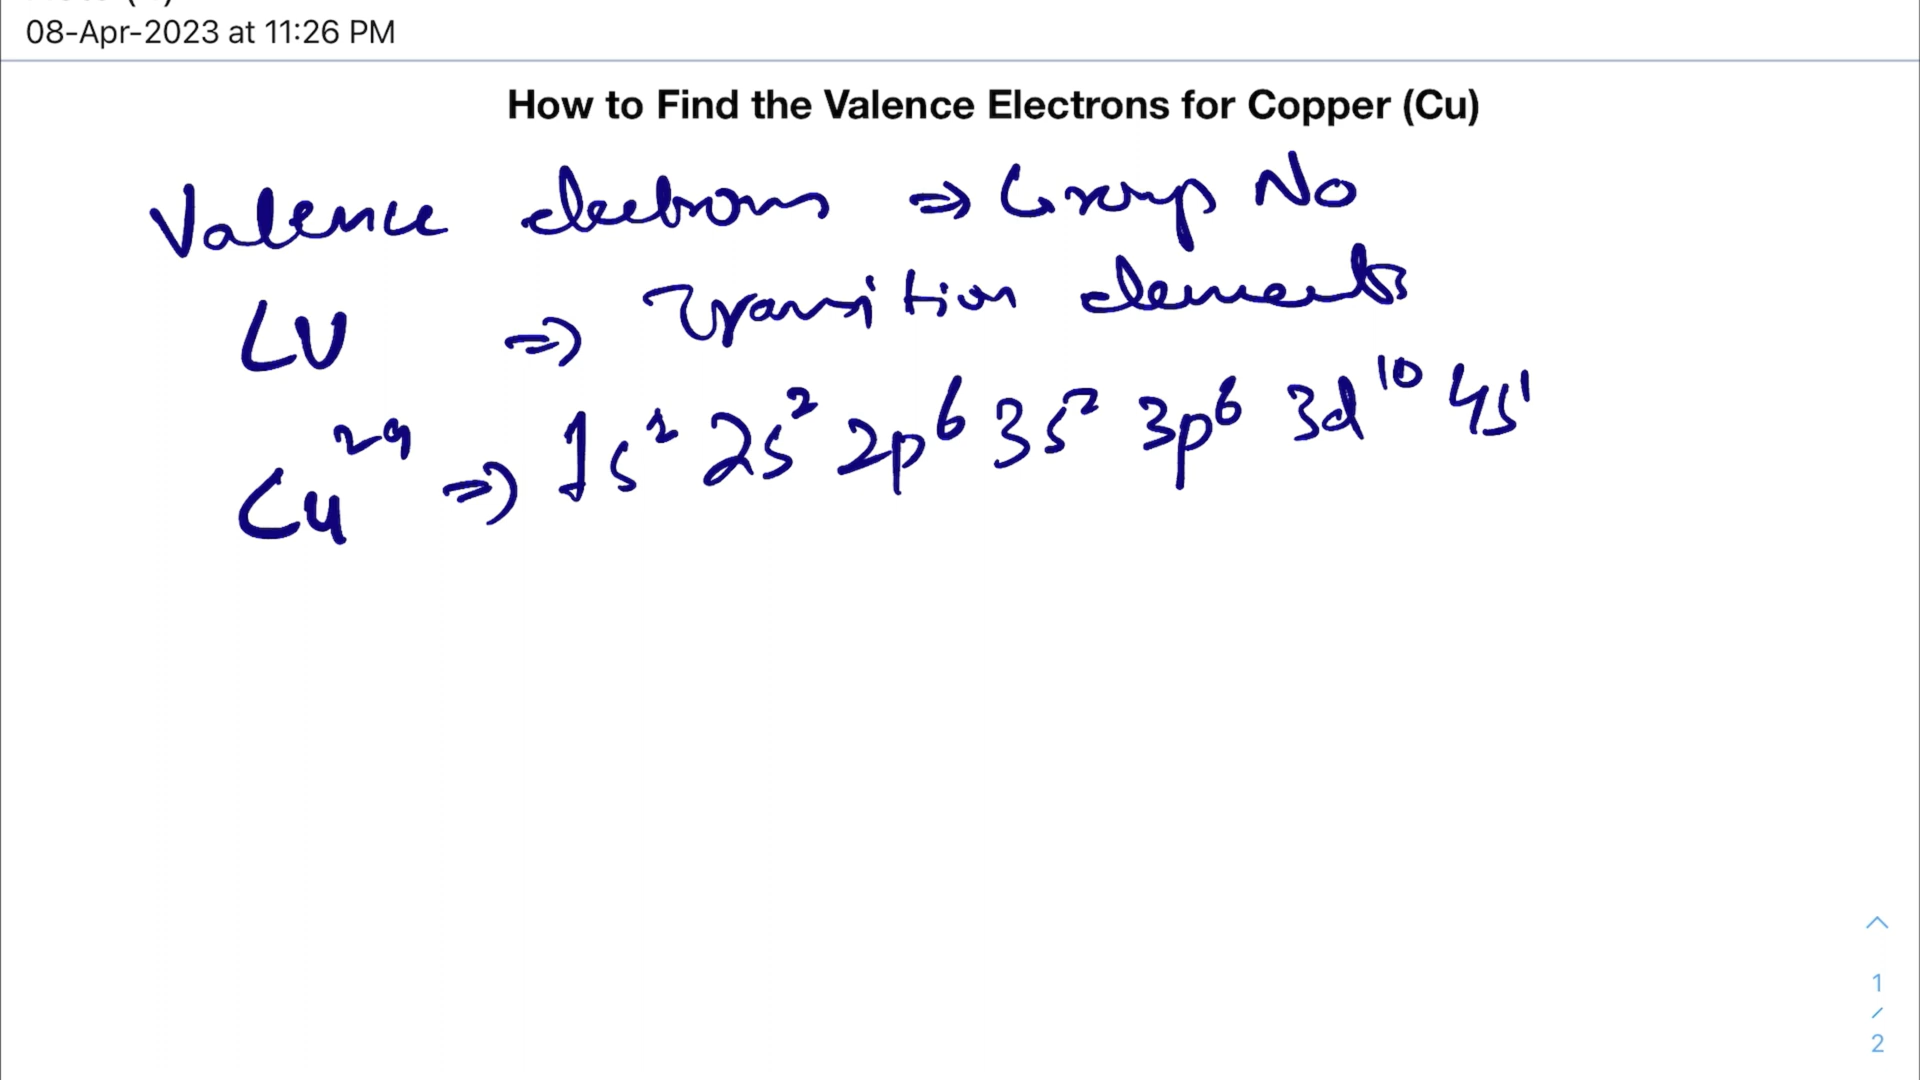 08-Apr-2023 at 11:26 PM
How to Find the Valence Electrons for Copper (Cu)
Valence electrons ⇒ Group No
Cu ⇒ Transition elements
Cu²⁹ ⇒ 1s² 2s² 2p⁶ 3s² 3p⁶ 3d¹⁰ 4s¹
1
/
2